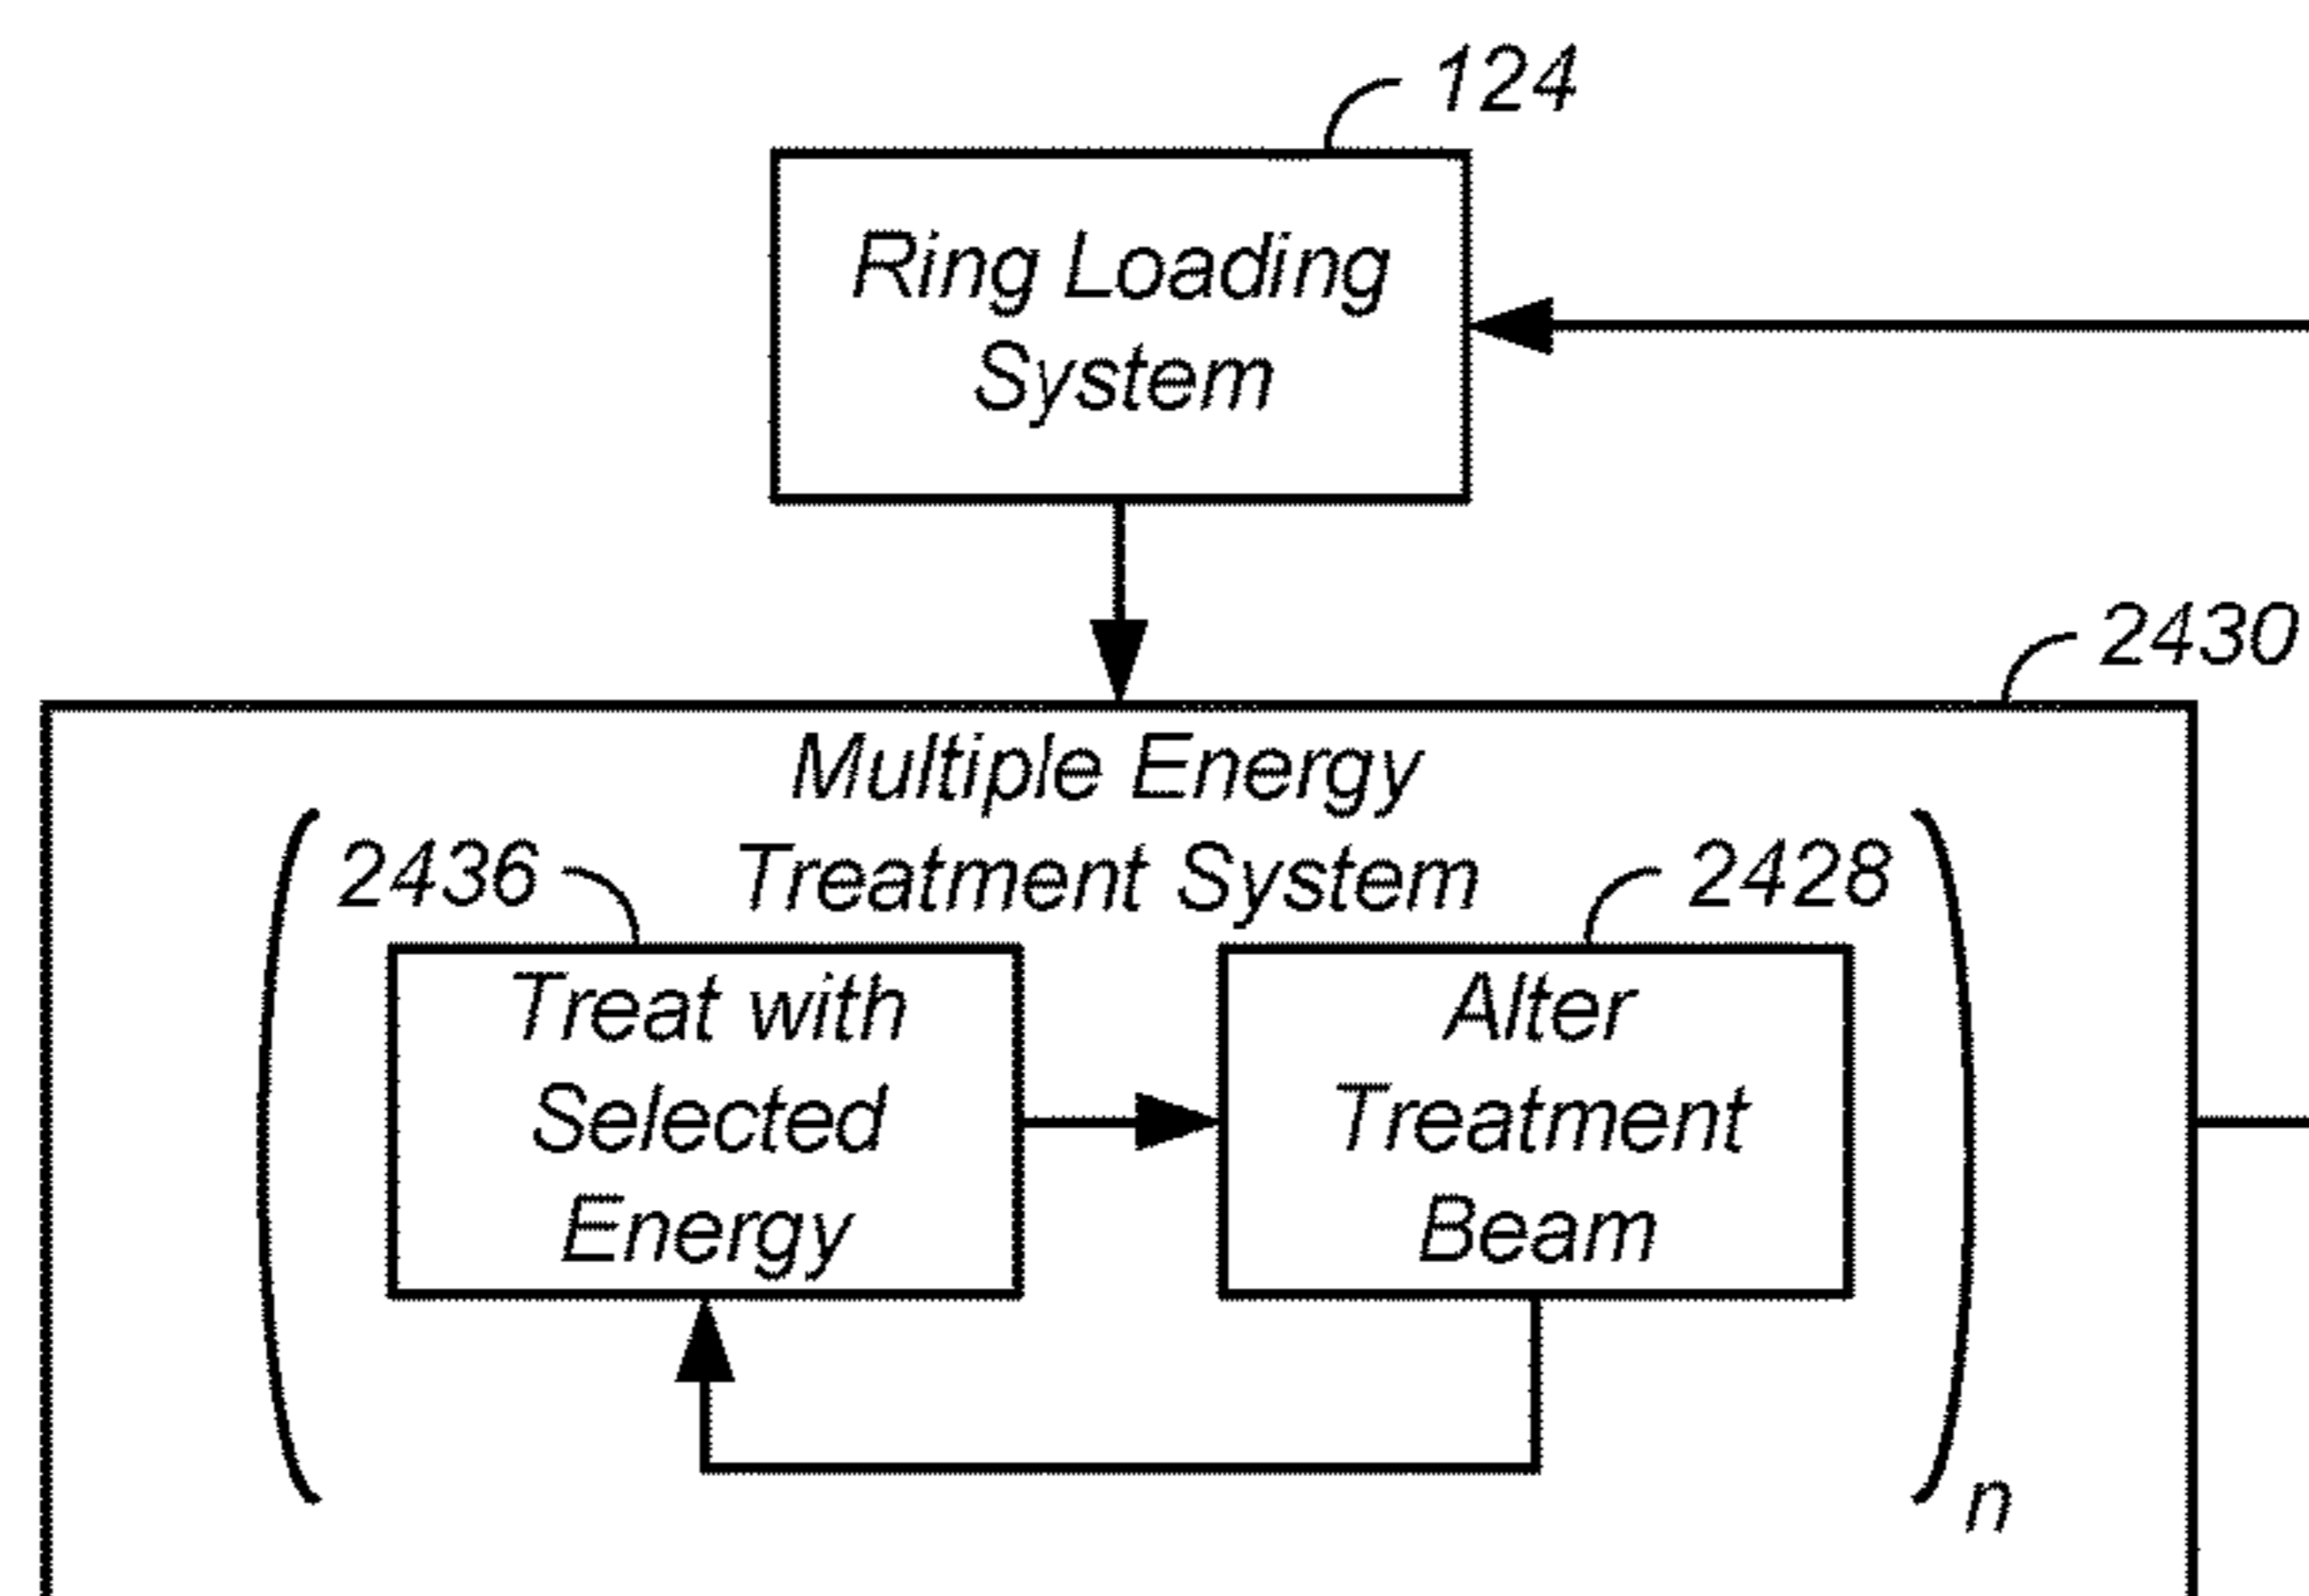 124
Ring Loading
System
2430
Multiple Energy
Treatment System
2436
2428
Treat with
Selected
Energy
Alter
Treatment
Beam
n